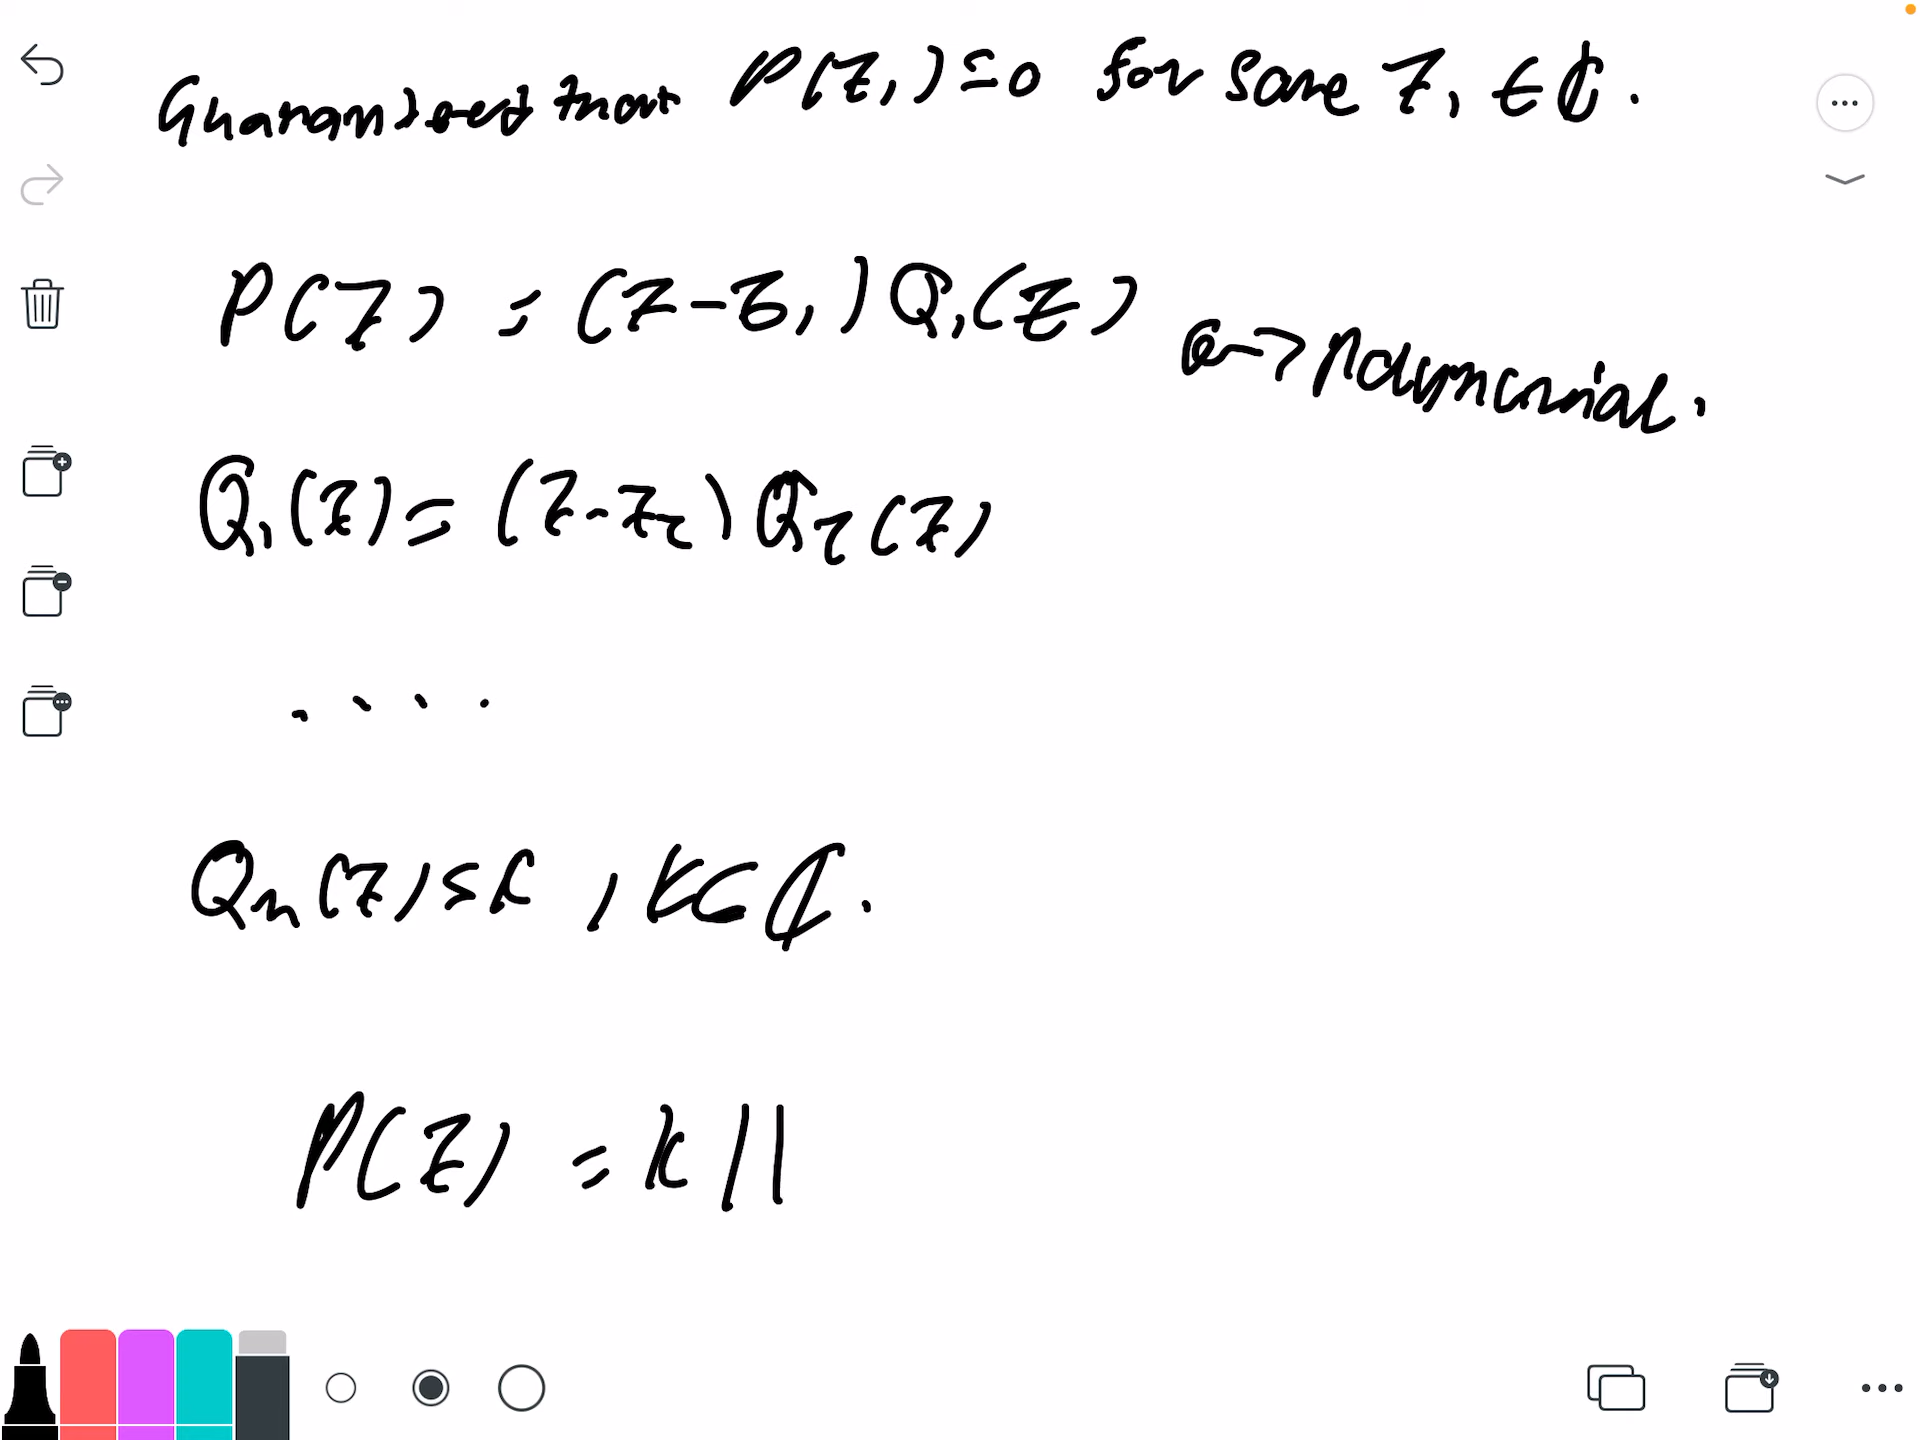 Guaranteed that P(z₁) = 0 for some z₁ ∈ ℂ.
P(z) = (z - z₁) Q₁(z)
Q → polynomial.
Q₁(z) = (z - z₂) Q₂(z)
. . . .
Qₙ(z) = k , k ∈ ℂ.
P(z) = k ||